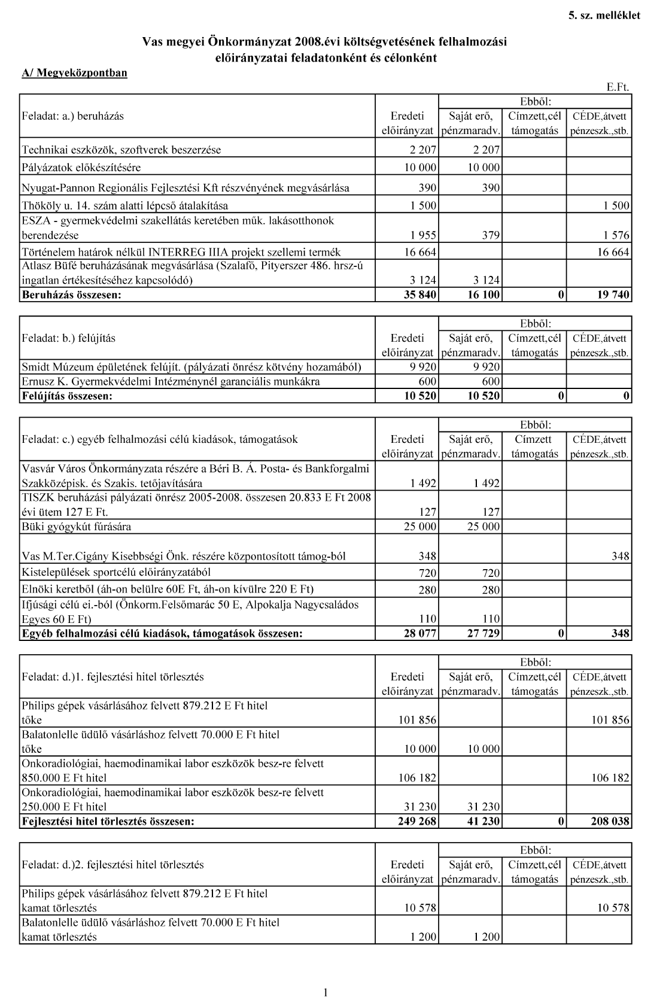 5. sz. melléklet
Vas megyei Önkormányzat 2008.évi költségvetésének felhalmozási
előirányzatai feladatonként és célonként
A/ Megyeközpontban
E.Ft.
Ebből:
Feladat: a.) beruházás Eredeti Saját erő, Címzett,cél CÉDE,átvett
előirányzat pénzmaradv. támogatás pénzeszk.,stb.
Technikai eszközök, szoftverek beszerzése 2 207 2 207
Pályázatok előkészítésére 10 000 10 000
Nyugat-Pannon Regionális Fejlesztési Kft részvényének megvásárlása 390 390
Thököly u. 14. szám alatti lépcső átalakítása 1 500 1 500
ESZA - gyermekvédelmi szakellátás keretében műk. lakásotthonok
berendezése 1 955 379 1 576
Történelem határok nélkül INTERREG IIIA projekt szellemi termék 16 664 16 664
Atlasz Büfé beruházásának megvásárlása (Szalafő, Pityerszer 486. hrsz-ú
ingatlan értékesítéséhez kapcsolódó) 3 124 3 124
Beruházás összesen: 35 840 16 100 0 19 740
Ebből:
Feladat: b.) felújítás Eredeti Saját erő, Címzett,cél CÉDE,átvett
előirányzat pénzmaradv. támogatás pénzeszk.,stb.
Smidt Múzeum épületének felújít. (pályázati önrész kötvény hozamából) 9 920 9 920
Ernusz K. Gyermekvédelmi Intézménynél garanciális munkákra 600 600
Felújítás összesen: 10 520 10 520 0 0
Ebből:
Feladat: c.) egyéb felhalmozási célú kiadások, támogatások Eredeti Saját erő, Címzett CÉDE,átvett
előirányzat pénzmaradv. támogatás pénzeszk.,stb.
Vasvár Város Önkormányzata részére a Béri B. Á. Posta- és Bankforgalmi
Szakközépisk. és Szakis. tetőjavítására 1 492 1 492
TISZK beruházási pályázati önrész 2005-2008. összesen 20.833 E Ft 2008
évi ütem 127 E Ft. 127 127
Büki gyógykút fúrására 25 000 25 000
Vas M.Ter.Cigány Kisebbségi Önk. részére központosított támog-ból 348 348
Kistelepülések sportcélú előirányzatából 720 720
Elnöki keretből (áh-on belülre 60E Ft, áh-on kívülre 220 E Ft) 280 280
Ifjúsági célú ei.-ból (Önkorm.Felsőmarác 50 E, Alpokalja Nagycsaládos
Egyes 60 E Ft) 110 110
Egyéb felhalmozási célú kiadások, támogatások összesen: 28 077 27 729 0 348
Ebből:
Feladat: d.)1. fejlesztési hitel törlesztés Eredeti Saját erő, Címzett,cél CÉDE,átvett
előirányzat pénzmaradv. támogatás pénzeszk.,stb.
Philips gépek vásárlásához felvett 879.212 E Ft hitel
tőke 101 856 101 856
Balatonlelle üdülő vásárláshoz felvett 70.000 E Ft hitel
tőke 10 000 10 000
Onkoradiológiai, haemodinamikai labor eszközök besz-re felvett
850.000 E Ft hitel 106 182 106 182
Onkoradiológiai, haemodinamikai labor eszközök besz-re felvett
250.000 E Ft hitel 31 230 31 230
Fejlesztési hitel törlesztés összesen: 249 268 41 230 0 208 038
Ebből:
Feladat: d.)2. fejlesztési hitel törlesztés Eredeti Saját erő, Címzett,cél CÉDE,átvett
előirányzat pénzmaradv. támogatás pénzeszk.,stb.
Philips gépek vásárlásához felvett 879.212 E Ft hitel
kamat törlesztés 10 578 10 578
Balatonlelle üdülő vásárláshoz felvett 70.000 E Ft hitel
kamat törlesztés 1 200 1 200
1